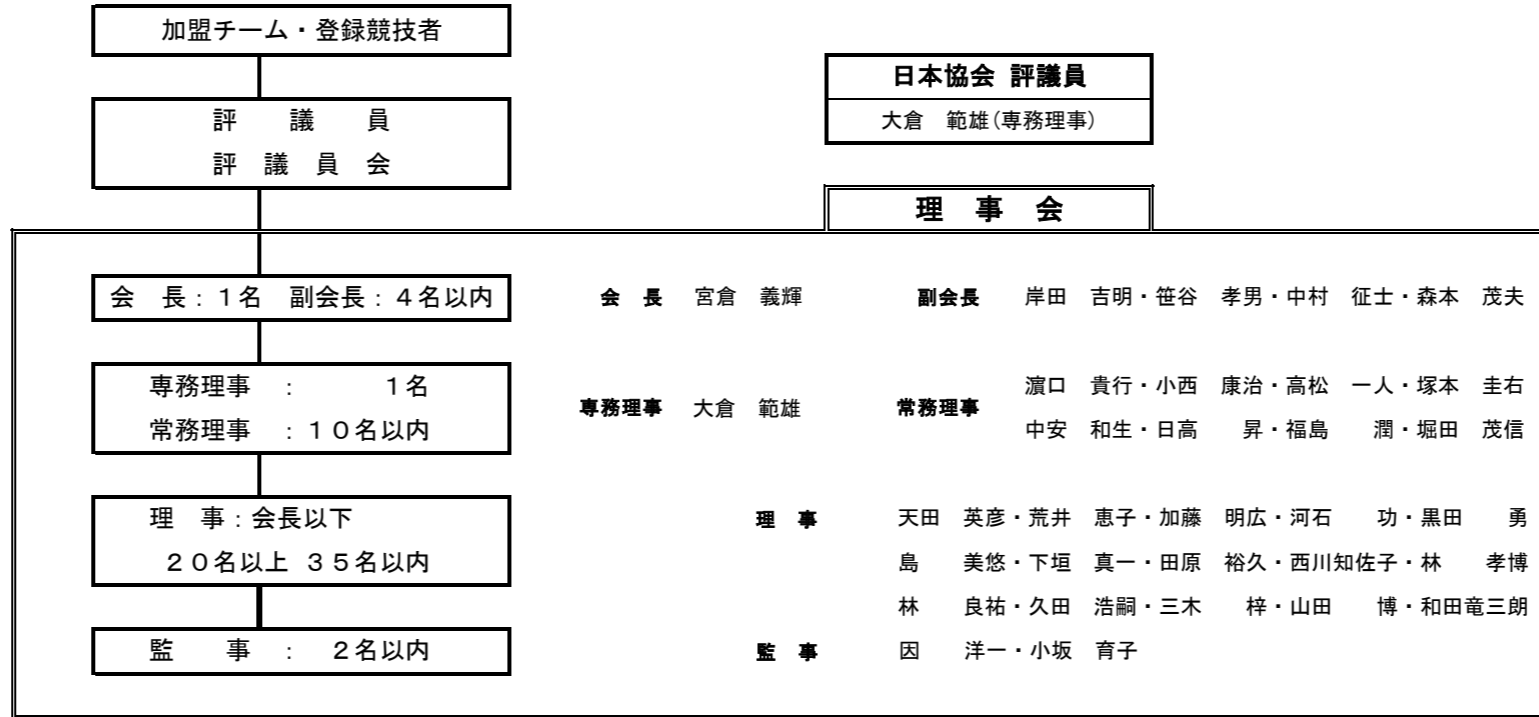 加盟チーム・登録競技者
評　議　員
評　議　員　会
日本協会 評議員
大倉　範雄(専務理事)
理　事　会
会　長：１名　副会長：４名以内
会　長　宮倉　義輝　副会長　岸田　吉明・笹谷　孝男・中村　征士・森本　茂夫
専務理事　：　１名
常務理事　：１０名以内
専務理事　大倉　範雄　常務理事
濵口　貴行・小西　康治・高松　一人・塚本　圭右
中安　和生・日高　昇・福島　潤・堀田　茂信
理　事：会長以下
２０名以上 ３５名以内
理　事　天田　英彦・荒井　恵子・加藤　明広・河石　功・黒田　勇
島　美悠・下垣　真一・田原　裕久・西川知佐子・林　孝博
林　良祐・久田　浩嗣・三木　梓・山田　博・和田竜三朗
監　事　：　２名以内
監　事　因　洋一・小坂　育子